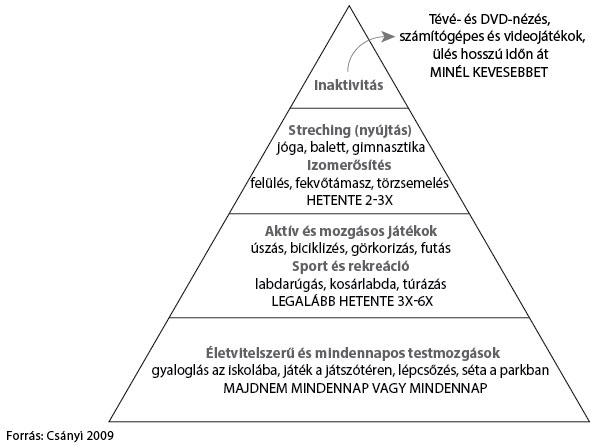 Tévé- és DVD-nézés,
számítógépes és videojátékok,
ülés hosszú időn át
MINÉL KEVESEBBET
Inaktivitás
Streching (nyújtás)
jóga, balett, gimnasztika
Izomerősítés
felülés, fekvőtámasz, törzsemelés
HETENTE 2-3X
Aktív és mozgásos játékok
úszás, biciklizés, görkorizás, futás
Sport és rekreáció
labdarúgás, kosárlabda, túrázás
LEGALÁBB HETENTE 3X-6X
Életvitelszerű és mindennapos testmozgások
gyaloglás az iskolába, játék a játszótéren, lépcsőzés, séta a parkban
MAJDNEM MINDENNAP VAGY MINDENNAP
Forrás: Csányi 2009